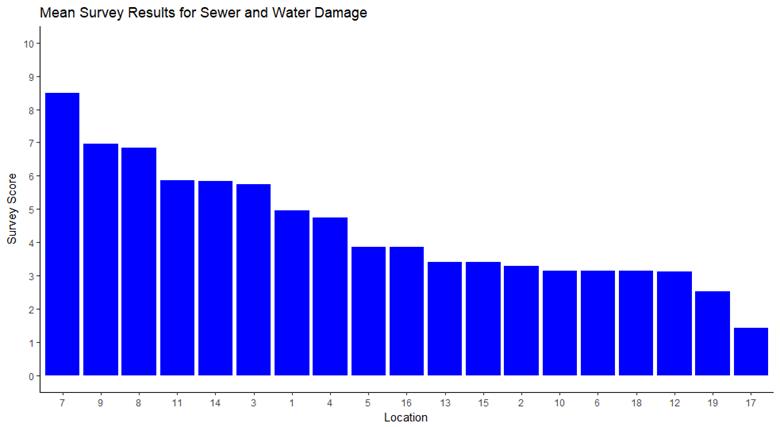 Mean Survey Results for Sewer and Water Damage
10
9
8
7
6
5
4
3
2
1
0
Survey Score
7 9 8 11 14 3 1 4 5 16 13 15 2 10 6 18 12 19 17
Location